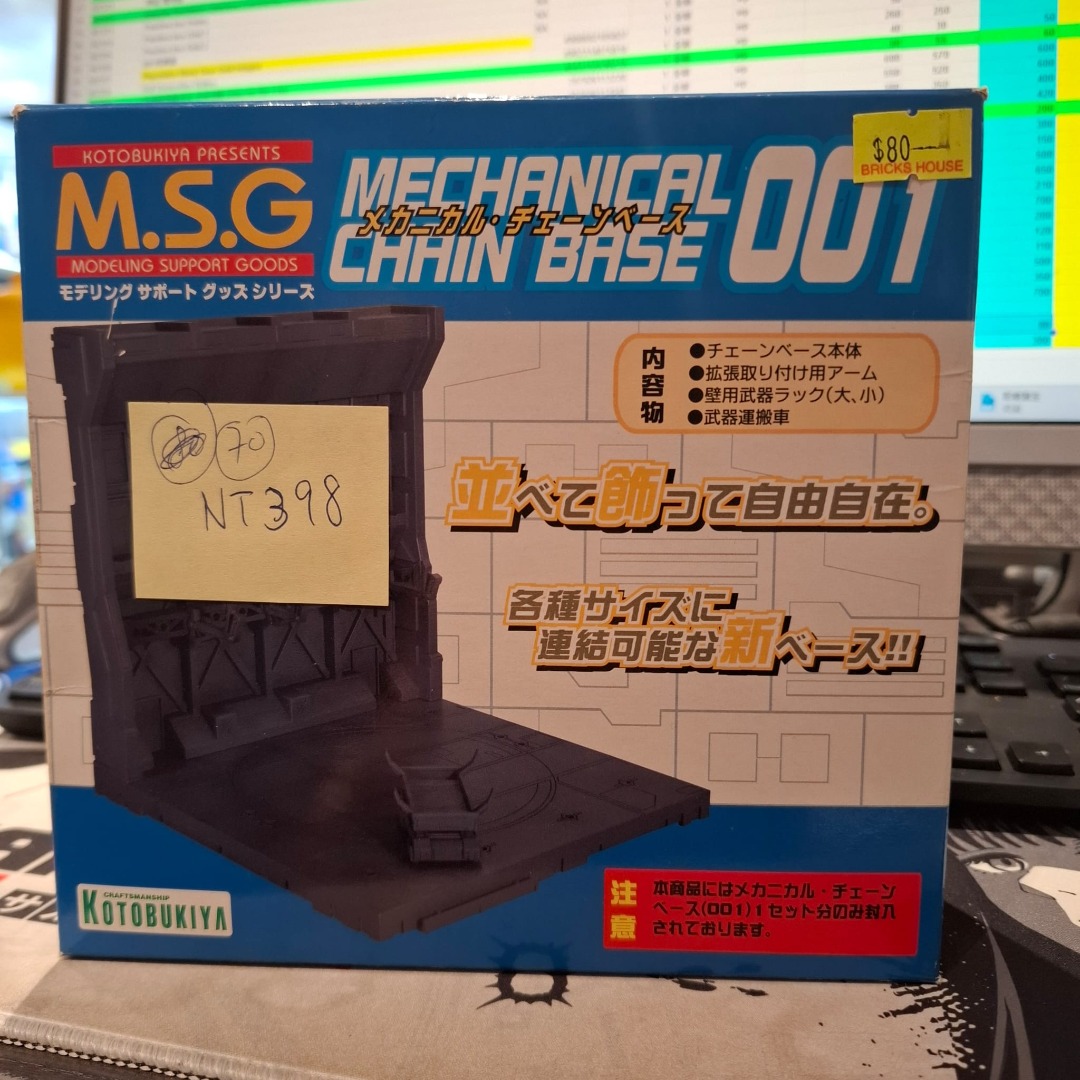 KOTOBUKIYA PRESENTS
M.S.G
MODELING SUPPORT GOODS
モデリング サポート グッズ シリーズ
MECHANICAL
メカニカル・チェーンベース
CHAIN BASE
001
$80
BRICKS HOUSE
内容物
●チェーンベース本体
●拡張取り付け用アーム
●壁用武器ラック(大、小)
●武器運搬車
70
NT398
並べて飾って自由自在。
各種サイズに
連結可能な新ベース!!
CRAFTSMANSHIP
KOTOBUKIYA
注意
本商品にはメカニカル・チェーン
ベース(001)1セット分のみ封入
されております。